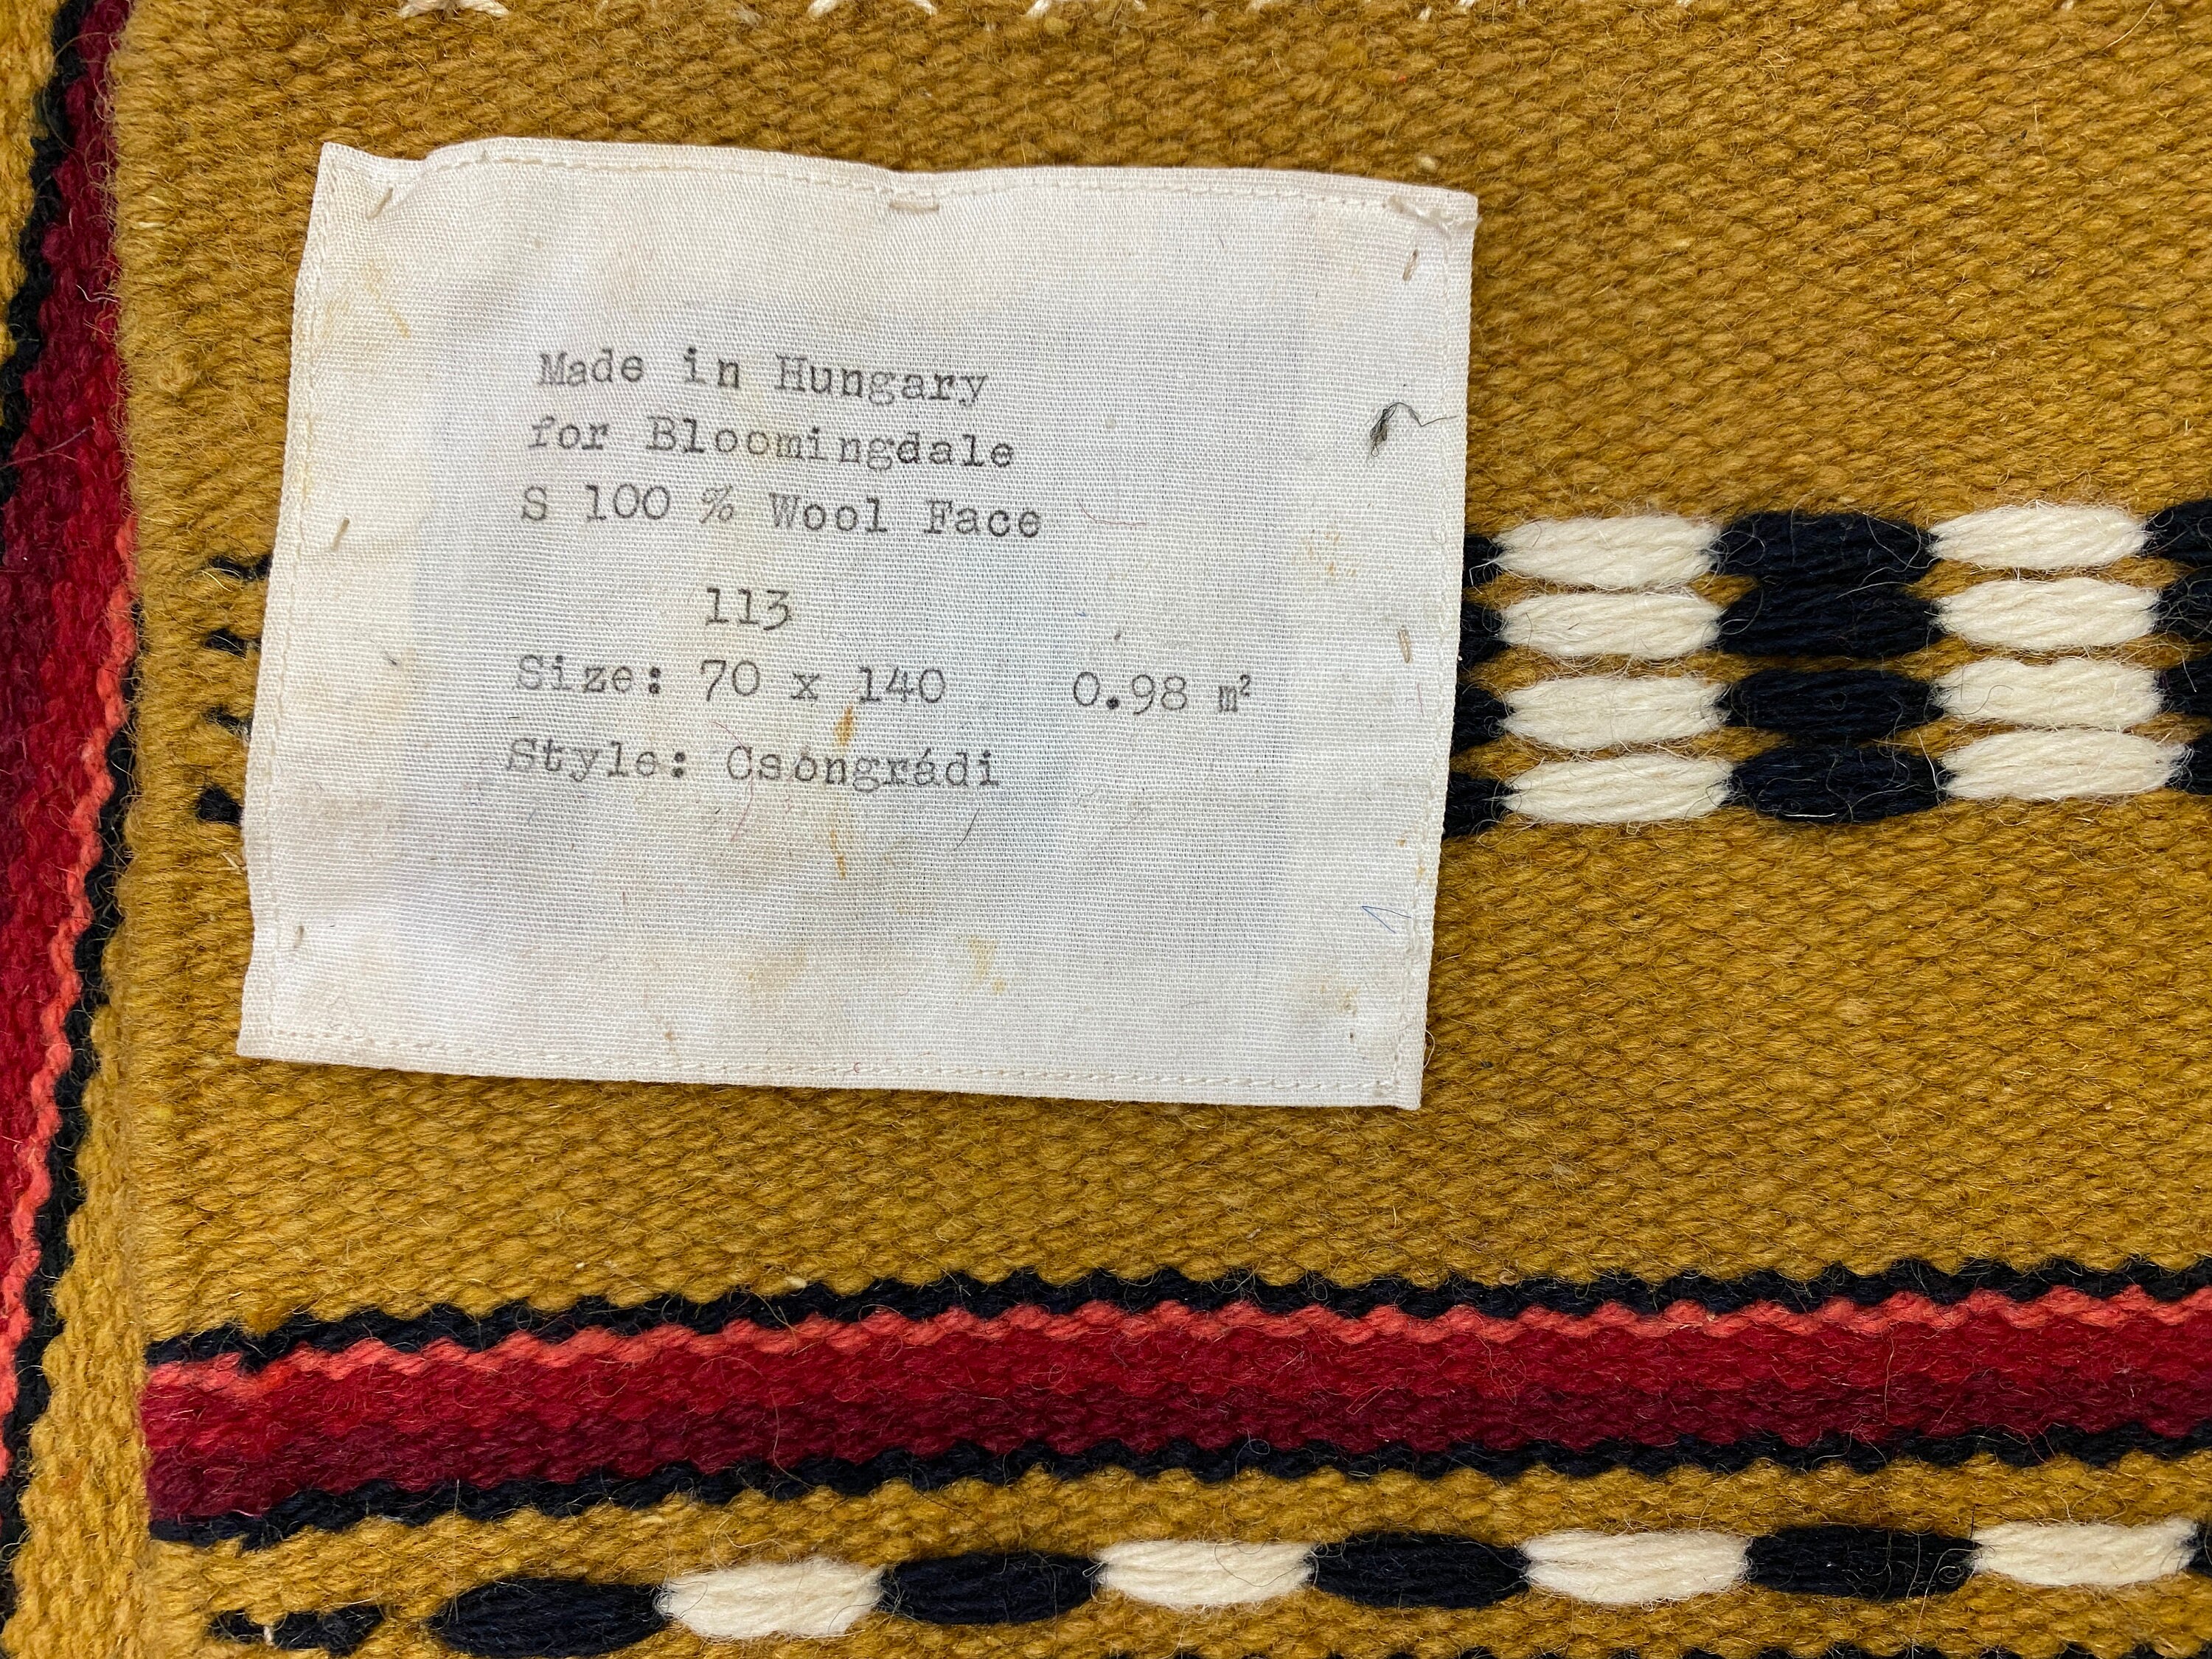 Made in Hungary
for Bloomingdale
S 100 % Wool Face
113
Size: 70 x 140 0.98 m²
Style: Csongrádi